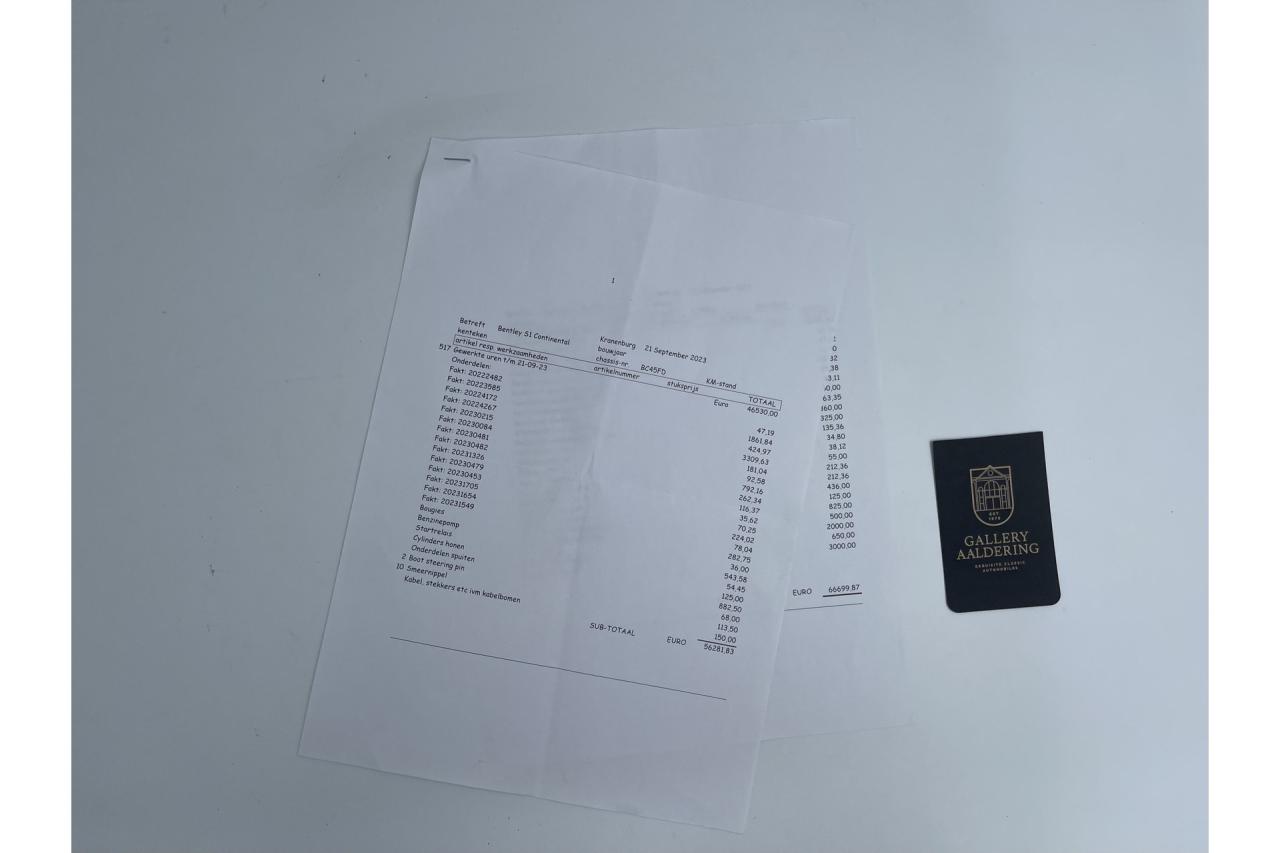 1
Betreft Bentley S1 Continental Kranenburg 21 September 2023
kenteken bouwjaar chassis-nr BC45FD KM-stand
artikel resp. werkzaamheden artikelnummer stuksprijs TOTAAL
517 Gewerkte uren t/m 21-09-23 Euro 46530,00
Onderdelen:
Fakt: 20222482 47,19
Fakt: 20223585 1861,84
Fakt: 20224172 424,97
Fakt: 20224267 3309,63
Fakt: 20230215 181,04
Fakt: 20230084 92,58
Fakt: 20230481 792,16
Fakt: 20230482 262,34
Fakt: 20231326 116,37
Fakt: 20230479 35,62
Fakt: 20230453 70,25
Fakt: 20231705 224,02
Fakt: 20231654 78,04
Fakt: 20231549 282,75
Bougies 36,00
Benzinepomp 543,58
Startrelais 54,45
Cylinders honen 125,00
Onderdelen spuiten 882,50
2 Boot steering pin 68,00
10 Smeernippel 113,50
Kabel, stekkers etc ivm kabelbomen 150,00
SUB-TOTAAL EURO 56281,83
63,35
325,00
135,36
34,80
38,12
55,00
212,36
212,36
436,00
125,00
825,00
500,00
2000,00
650,00
3000,00
EURO 66699,87
EST.
1975
GALLERY
AALDERING
EXQUISITE CLASSIC
AUTOMOBILES